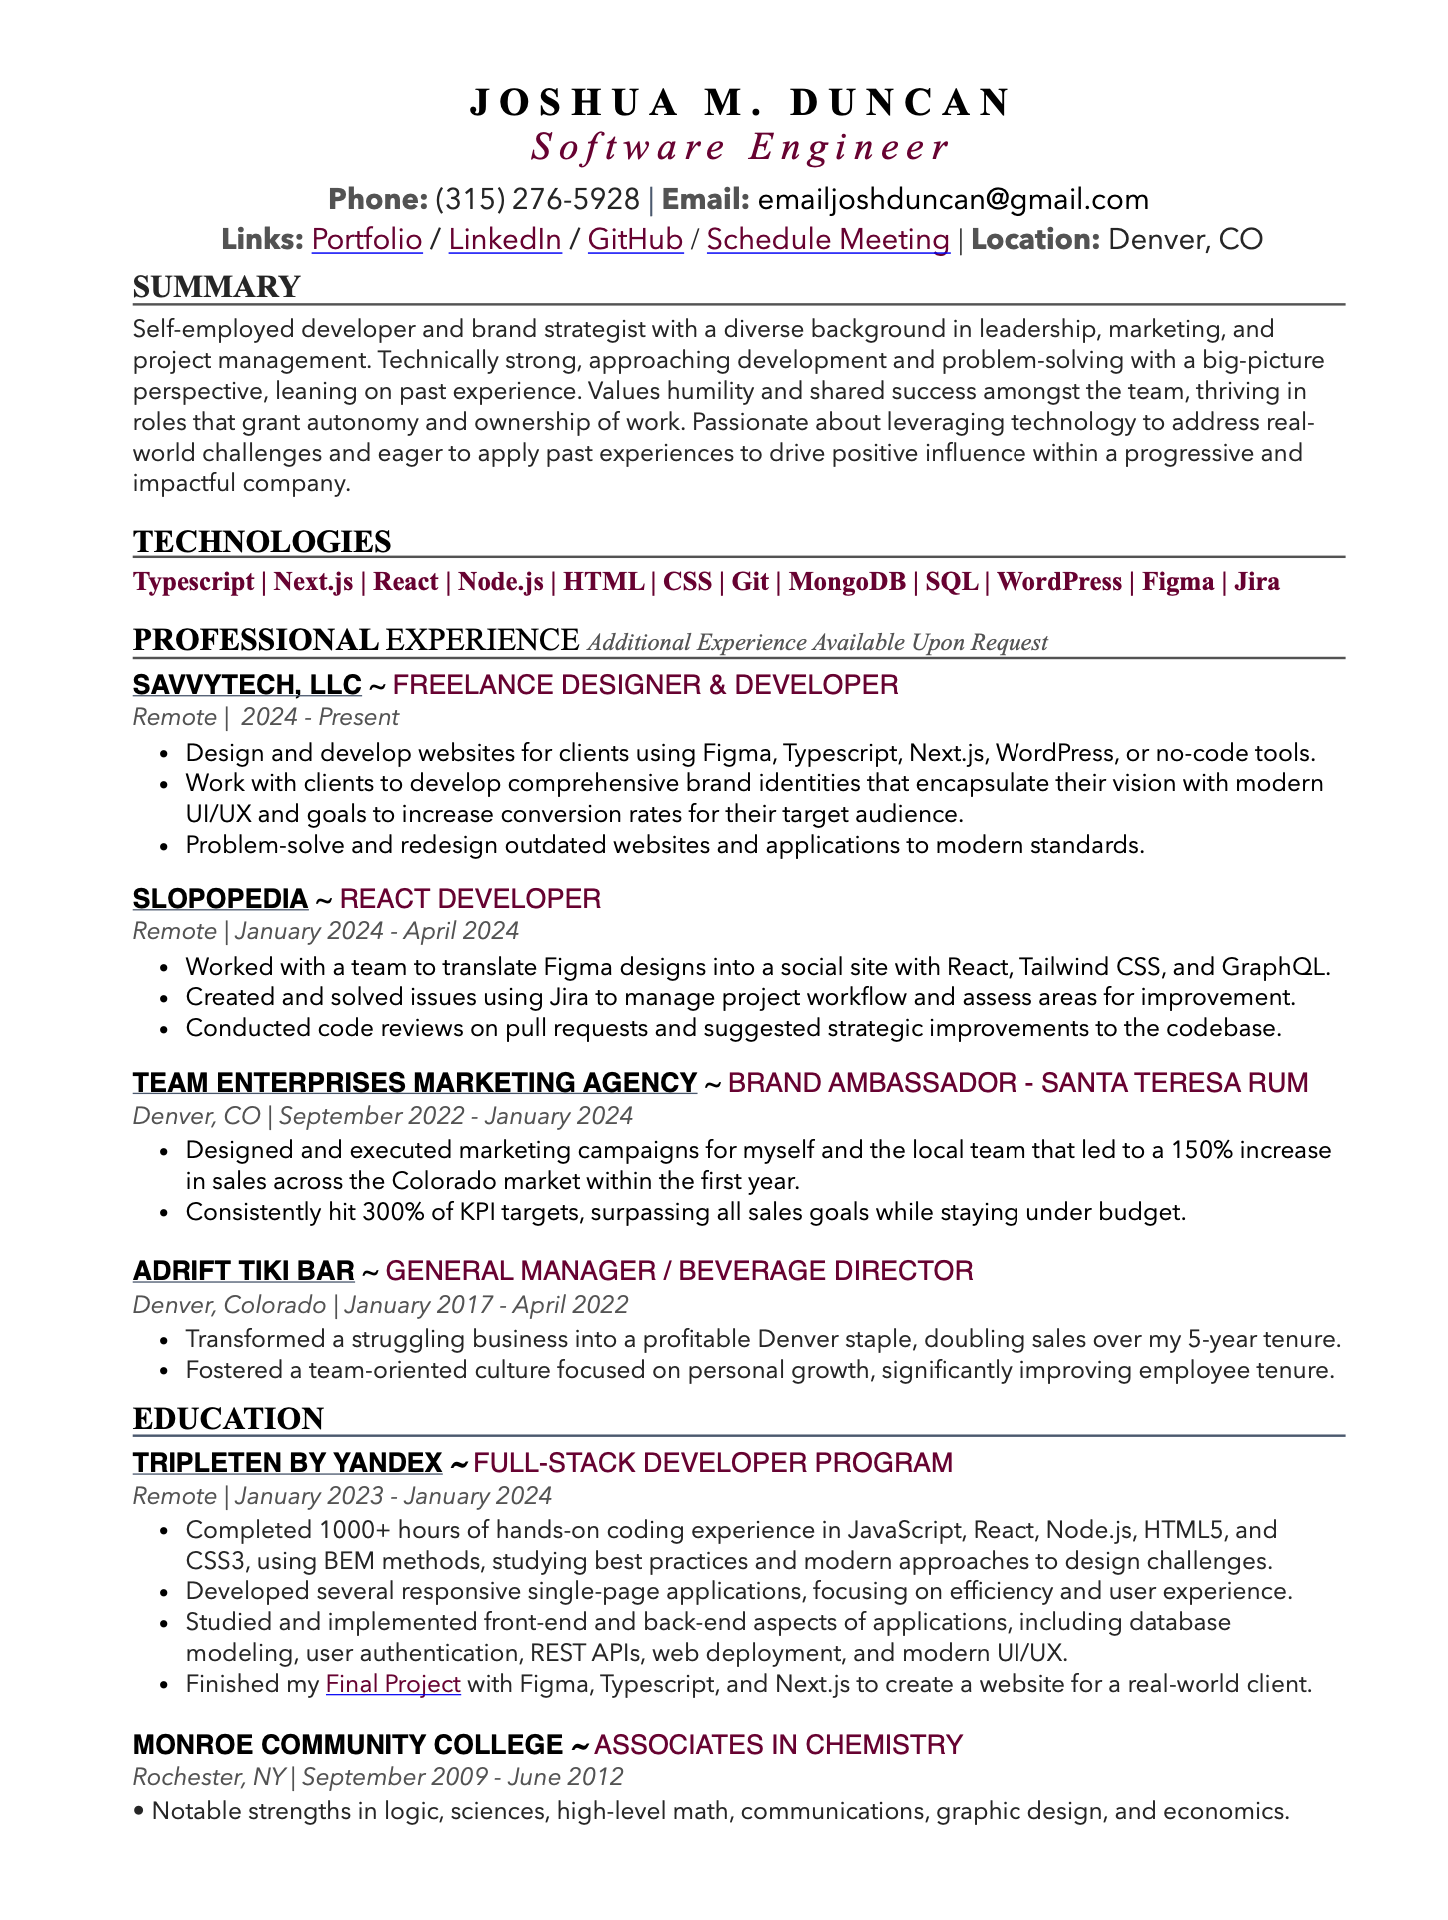 JOSHUA M. DUNCAN
Software Engineer
Phone: (315) 276-5928 | Email: emailjoshduncan@gmail.com
Links: Portfolio / LinkedIn / GitHub / Schedule Meeting | Location: Denver, CO
SUMMARY
Self-employed developer and brand strategist with a diverse background in leadership, marketing, and
project management. Technically strong, approaching development and problem-solving with a big-picture
perspective, leaning on past experience. Values humility and shared success amongst the team, thriving in
roles that grant autonomy and ownership of work. Passionate about leveraging technology to address real-
world challenges and eager to apply past experiences to drive positive influence within a progressive and
impactful company.
TECHNOLOGIES
Typescript | Next.js | React | Node.js | HTML | CSS | Git | MongoDB | SQL | WordPress | Figma | Jira
PROFESSIONAL EXPERIENCE Additional Experience Available Upon Request
SAVVYTECH, LLC ~ FREELANCE DESIGNER & DEVELOPER
Remote | 2024 - Present
• Design and develop websites for clients using Figma, Typescript, Next.js, WordPress, or no-code tools.
• Work with clients to develop comprehensive brand identities that encapsulate their vision with modern
UI/UX and goals to increase conversion rates for their target audience.
• Problem-solve and redesign outdated websites and applications to modern standards.
SLOPOPEDIA ~ REACT DEVELOPER
Remote | January 2024 - April 2024
• Worked with a team to translate Figma designs into a social site with React, Tailwind CSS, and GraphQL.
• Created and solved issues using Jira to manage project workflow and assess areas for improvement.
• Conducted code reviews on pull requests and suggested strategic improvements to the codebase.
TEAM ENTERPRISES MARKETING AGENCY ~ BRAND AMBASSADOR - SANTA TERESA RUM
Denver, CO | September 2022 - January 2024
• Designed and executed marketing campaigns for myself and the local team that led to a 150% increase
in sales across the Colorado market within the first year.
• Consistently hit 300% of KPI targets, surpassing all sales goals while staying under budget.
ADRIFT TIKI BAR ~ GENERAL MANAGER / BEVERAGE DIRECTOR
Denver, Colorado | January 2017 - April 2022
• Transformed a struggling business into a profitable Denver staple, doubling sales over my 5-year tenure.
• Fostered a team-oriented culture focused on personal growth, significantly improving employee tenure.
EDUCATION
TRIPLETEN BY YANDEX ~ FULL-STACK DEVELOPER PROGRAM
Remote | January 2023 - January 2024
• Completed 1000+ hours of hands-on coding experience in JavaScript, React, Node.js, HTML5, and
CSS3, using BEM methods, studying best practices and modern approaches to design challenges.
• Developed several responsive single-page applications, focusing on efficiency and user experience.
• Studied and implemented front-end and back-end aspects of applications, including database
modeling, user authentication, REST APIs, web deployment, and modern UI/UX.
• Finished my Final Project with Figma, Typescript, and Next.js to create a website for a real-world client.
MONROE COMMUNITY COLLEGE ~ ASSOCIATES IN CHEMISTRY
Rochester, NY | September 2009 - June 2012
• Notable strengths in logic, sciences, high-level math, communications, graphic design, and economics.